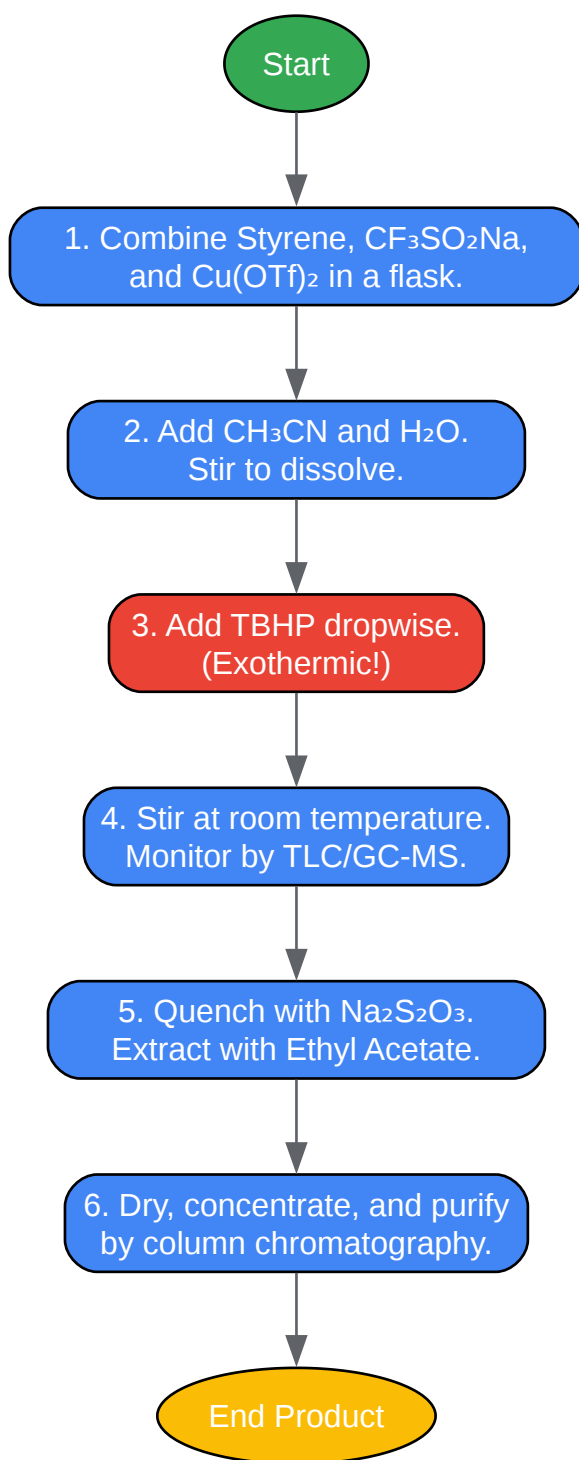 Start
1. Combine Styrene, CF₃SO₂Na,
and Cu(OTf)₂ in a flask.
2. Add CH₃CN and H₂O.
Stir to dissolve.
3. Add TBHP dropwise.
(Exothermic!)
4. Stir at room temperature.
Monitor by TLC/GC-MS.
5. Quench with Na₂S₂O₃.
Extract with Ethyl Acetate.
6. Dry, concentrate, and purify
by column chromatography.
End Product